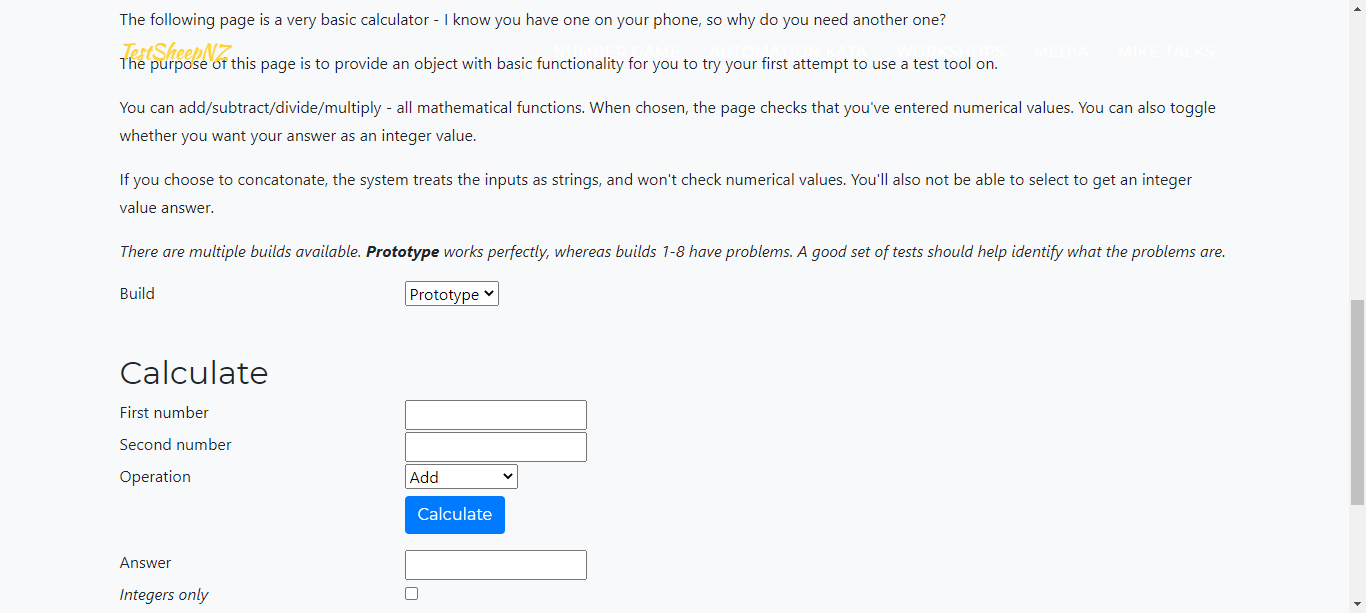 The following page is a very basic calculator - I know you have one on your phone, so why do you need another one?
TestSheepNZ NUMBER GAME AUTOMATION WORKSHOPS MEDIA MIKE TALKS
The purpose of this page is to provide an object with basic functionality for you to try your first attempt to use a test tool on.
You can add/subtract/divide/multiply - all mathematical functions. When chosen, the page checks that you've entered numerical values. You can also toggle
whether you want your answer as an integer value.
If you choose to concatonate, the system treats the inputs as strings, and won't check numerical values. You'll also not be able to select to get an integer
value answer.
There are multiple builds available. Prototype works perfectly, whereas builds 1-8 have problems. A good set of tests should help identify what the problems are.
Build Prototype
Calculate
First number
Second number
Operation Add
Calculate
Answer
Integers only